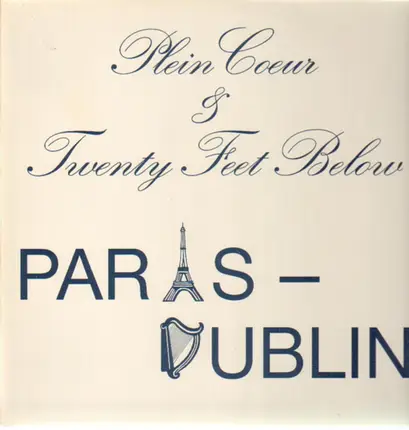 Plein Coeur
&
Twenty Feet Below
PARIS –
DUBLIN